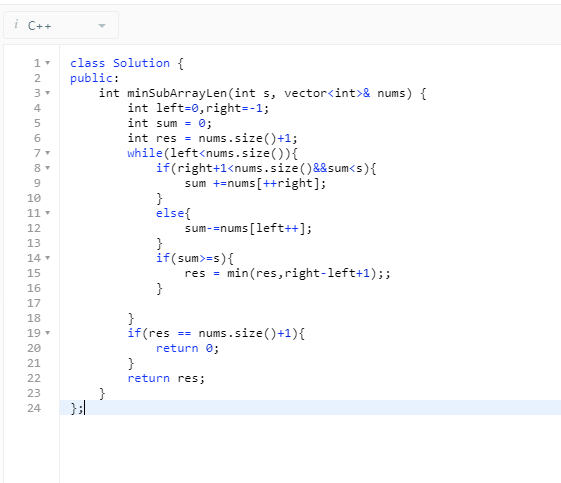 i C++
1 class Solution {
2 public:
3 int minSubArrayLen(int s, vector<int>& nums) {
4 int left=0,right=-1;
5 int sum = 0;
6 int res = nums.size()+1;
7 while(left<nums.size()){
8 if(right+1<nums.size()&&sum<s){
9 sum +=nums[++right];
10 }
11 else{
12 sum-=nums[left++];
13 }
14 if(sum>=s){
15 res = min(res,right-left+1);;
16 }
17
18 }
19 if(res == nums.size()+1){
20 return 0;
21 }
22 return res;
23 }
24 };